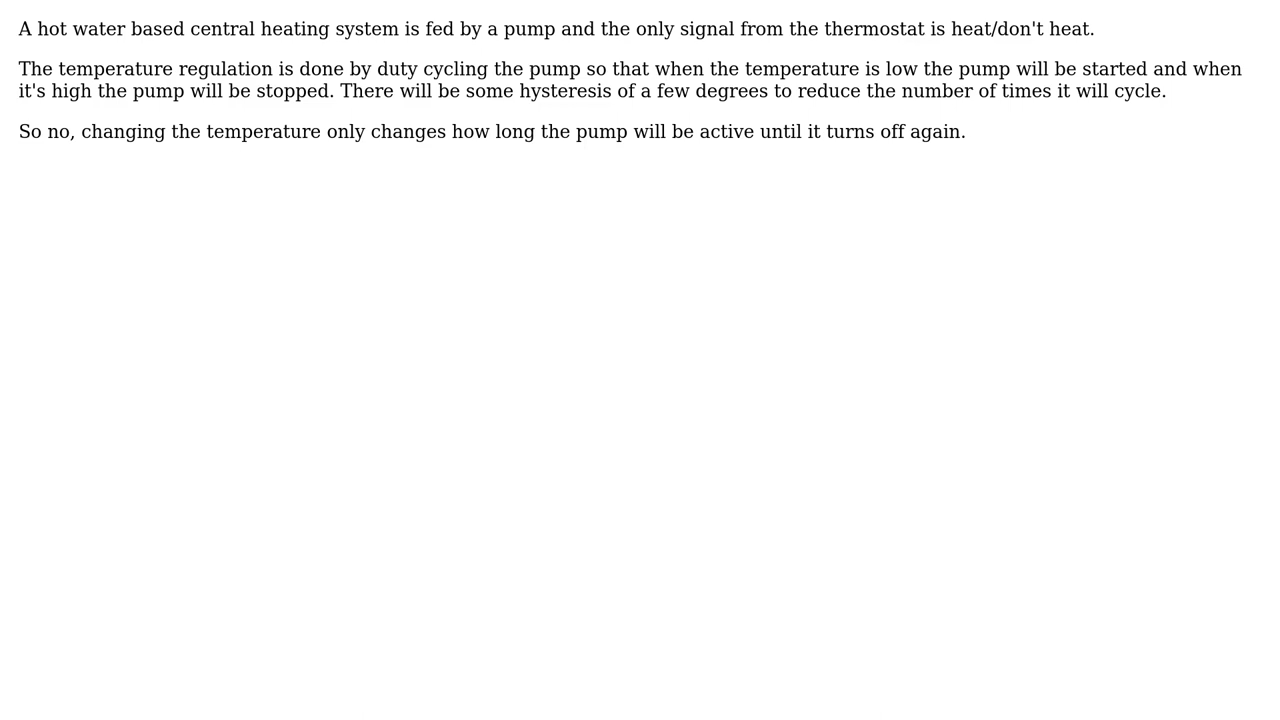 A hot water based central heating system is fed by a pump and the only signal from the thermostat is heat/don't heat.
The temperature regulation is done by duty cycling the pump so that when the temperature is low the pump will be started and when
it's high the pump will be stopped. There will be some hysteresis of a few degrees to reduce the number of times it will cycle.
So no, changing the temperature only changes how long the pump will be active until it turns off again.